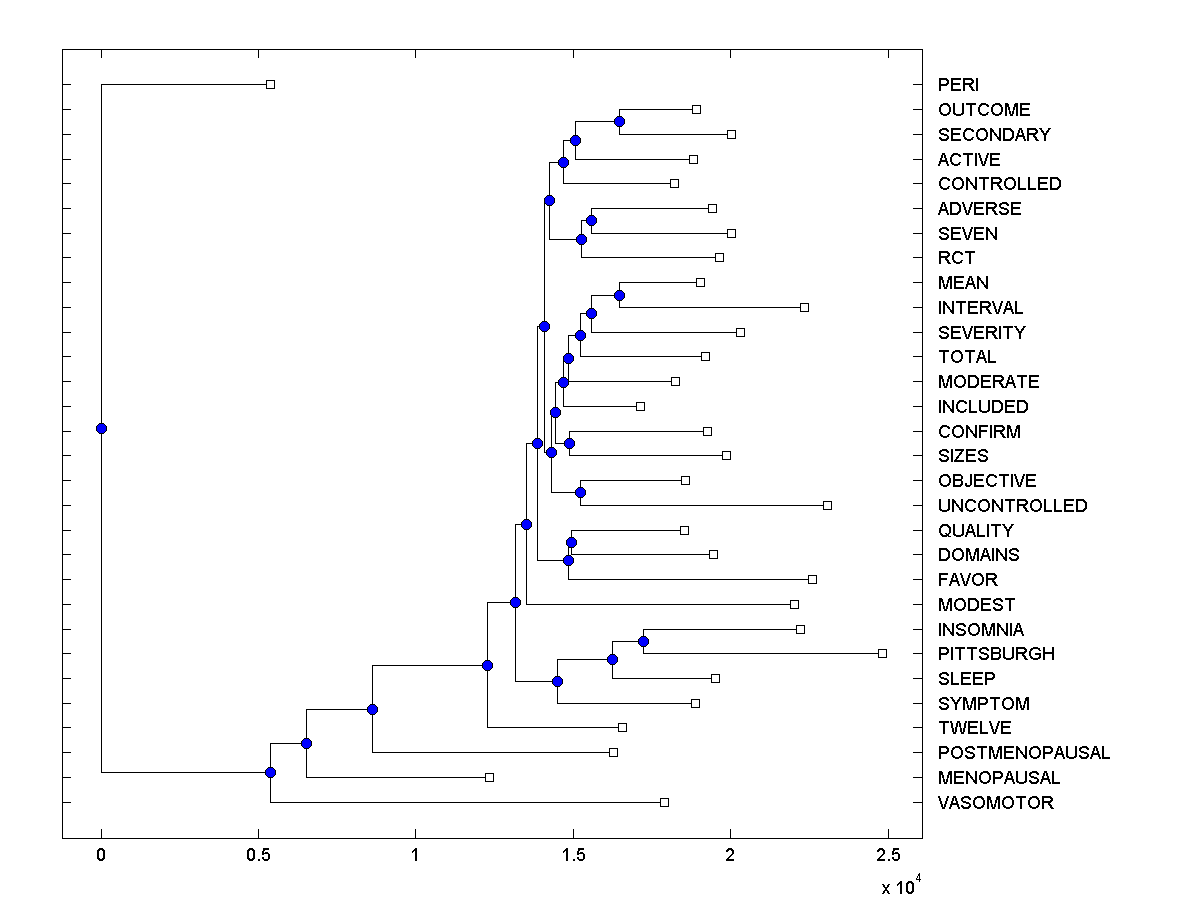 PERI
OUTCOME
SECONDARY
ACTIVE
CONTROLLED
ADVERSE
SEVEN
RCT
MEAN
INTERVAL
SEVERITY
TOTAL
MODERATE
INCLUDED
CONFIRM
SIZES
OBJECTIVE
UNCONTROLLED
QUALITY
DOMAINS
FAVOR
MODEST
INSOMNIA
PITTSBURGH
SLEEP
SYMPTOM
TWELVE
POSTMENOPAUSAL
MENOPAUSAL
VASOMOTOR
0 0.5 1 1.5 2 2.5
x 10^4